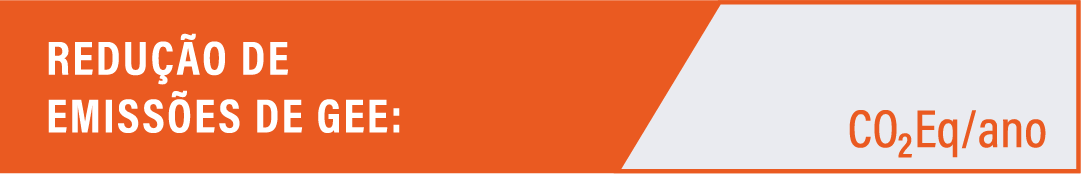 REDUÇÃO DE
EMISSÕES DE GEE:
CO₂Eq/ano